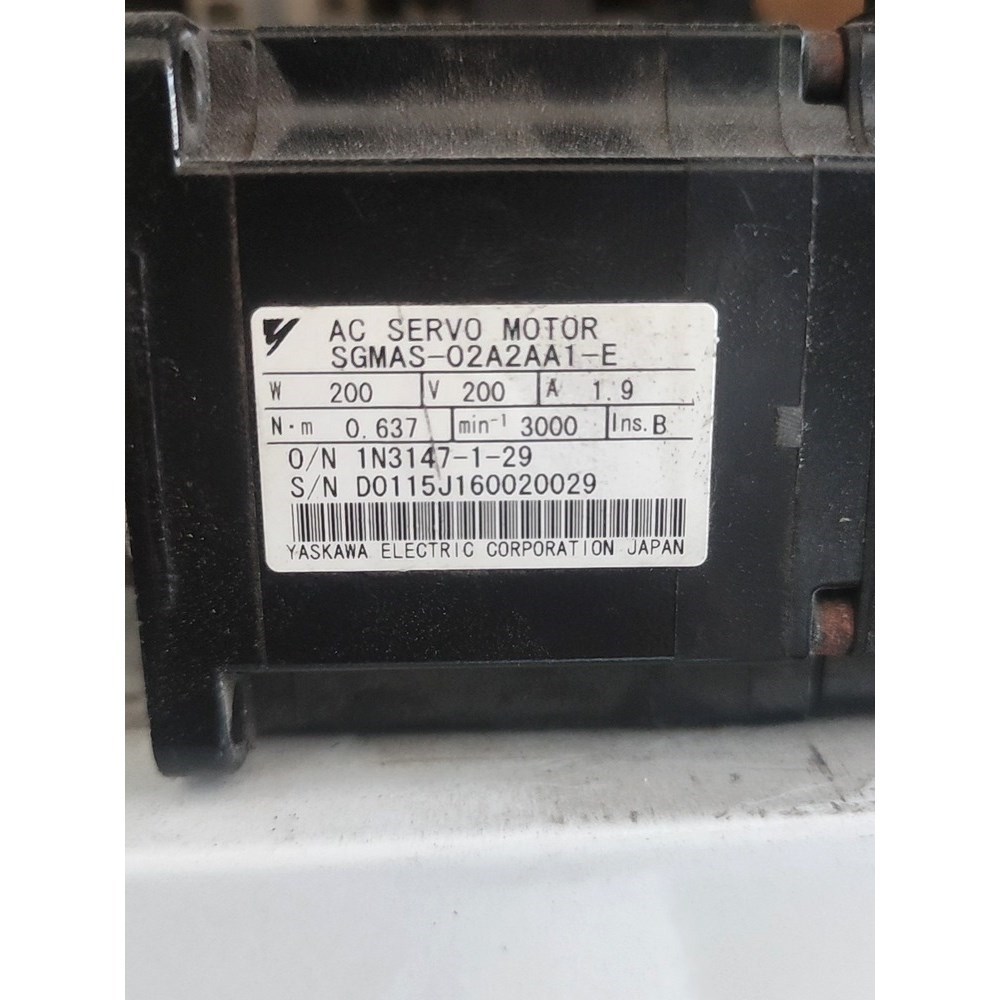 AC SERVO MOTOR
SGMAS-02A2AA1-E
W 200 V 200 A 1.9
N·m 0.637 min⁻¹ 3000 Ins. B
O/N 1N3147-1-29
S/N D0115J160020029
YASKAWA ELECTRIC CORPORATION JAPAN